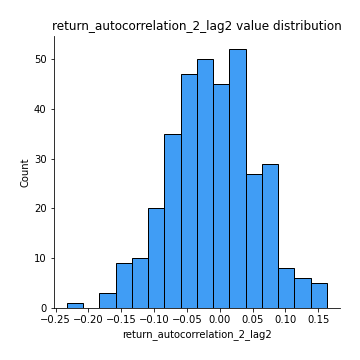 return_autocorrelation_2_lag2 value distribution
50
40
30
20
10
0
Count
−0.25 −0.20 −0.15 −0.10 −0.05 0.00 0.05 0.10 0.15
return_autocorrelation_2_lag2